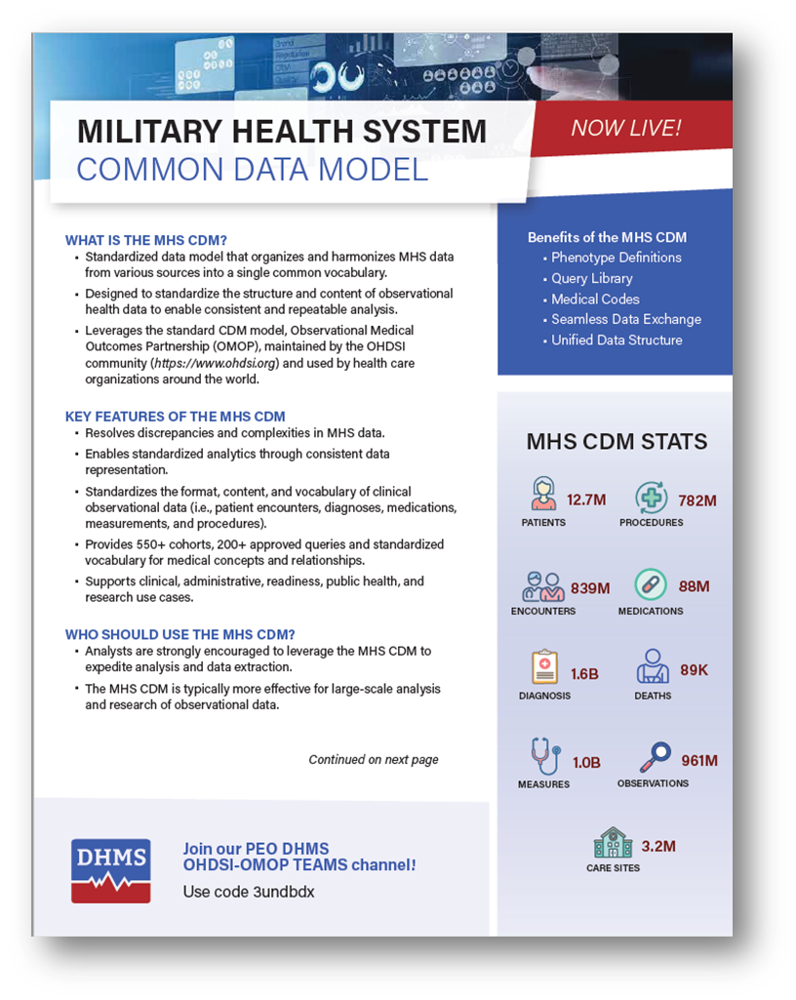 Brand
Negotiation
MILITARY HEALTH SYSTEM
COMMON DATA MODEL
NOW LIVE!
WHAT IS THE MHS CDM?
▪ Standardized data model that organizes and harmonizes MHS data
from various sources into a single common vocabulary.
▪ Designed to standardize the structure and content of observational
health data to enable consistent and repeatable analysis.
▪ Leverages the standard CDM model, Observational Medical
Outcomes Partnership (OMOP), maintained by the OHDSI
community (https://www.ohdsi.org) and used by health care
organizations around the world.
KEY FEATURES OF THE MHS CDM
▪ Resolves discrepancies and complexities in MHS data.
▪ Enables standardized analytics through consistent data
representation.
▪ Standardizes the format, content, and vocabulary of clinical
observational data (i.e., patient encounters, diagnoses, medications,
measurements, and procedures).
▪ Provides 550+ cohorts, 200+ approved queries and standardized
vocabulary for medical concepts and relationships.
▪ Supports clinical, administrative, readiness, public health, and
research use cases.
WHO SHOULD USE THE MHS CDM?
▪ Analysts are strongly encouraged to leverage the MHS CDM to
expedite analysis and data extraction.
▪ The MHS CDM is typically more effective for large-scale analysis
and research of observational data.
Continued on next page
DHMS
Join our PEO DHMS
OHDSI-OMOP TEAMS channel!
Use code 3undbdx
Benefits of the MHS CDM
▪ Phenotype Definitions
▪ Query Library
▪ Medical Codes
▪ Seamless Data Exchange
▪ Unified Data Structure
MHS CDM STATS
12.7M
PATIENTS
782M
PROCEDURES
839M
ENCOUNTERS
88M
MEDICATIONS
1.6B
DIAGNOSIS
89K
DEATHS
1.0B
MEASURES
961M
OBSERVATIONS
3.2M
CARE SITES